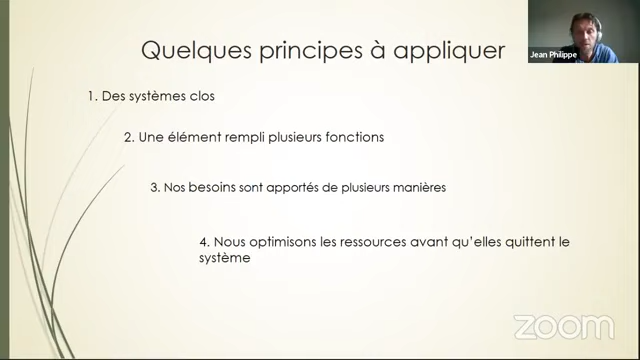 Quelques principes à appliquer
Jean Philippe
1. Des systèmes clos
2. Une élément rempli plusieurs fonctions
3. Nos besoins sont apportés de plusieurs manières
4. Nous optimisons les ressources avant qu'elles quittent le
système
zoom